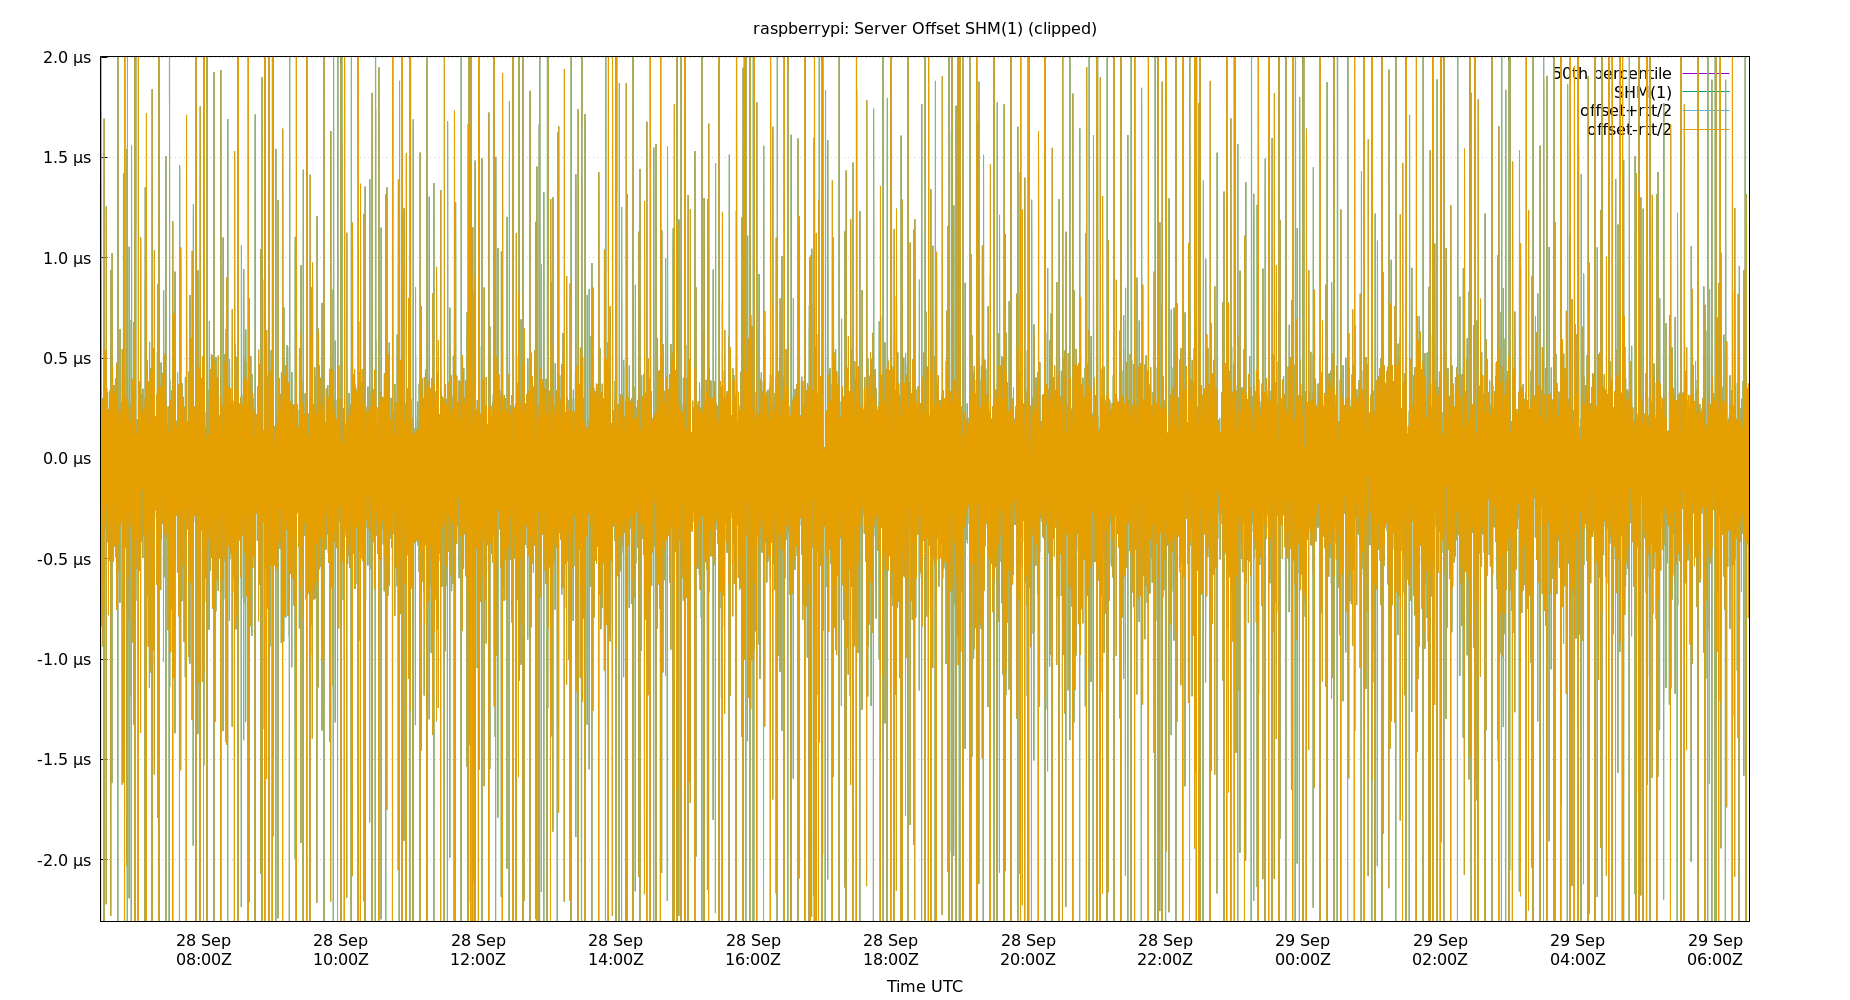 raspberrypi: Server Offset SHM(1) (clipped)
2.0 µs
50th percentile
SHM(1)
offset+rtt/2
offset-rtt/2
1.5 µs
1.0 µs
0.5 µs
0.0 µs
-0.5 µs
-1.0 µs
-1.5 µs
-2.0 µs
28 Sep 28 Sep 28 Sep 28 Sep 28 Sep 28 Sep 28 Sep 28 Sep 29 Sep 29 Sep 29 Sep 29 Sep
08:00Z 10:00Z 12:00Z 14:00Z 16:00Z 18:00Z 20:00Z 22:00Z 00:00Z 02:00Z 04:00Z 06:00Z
Time UTC